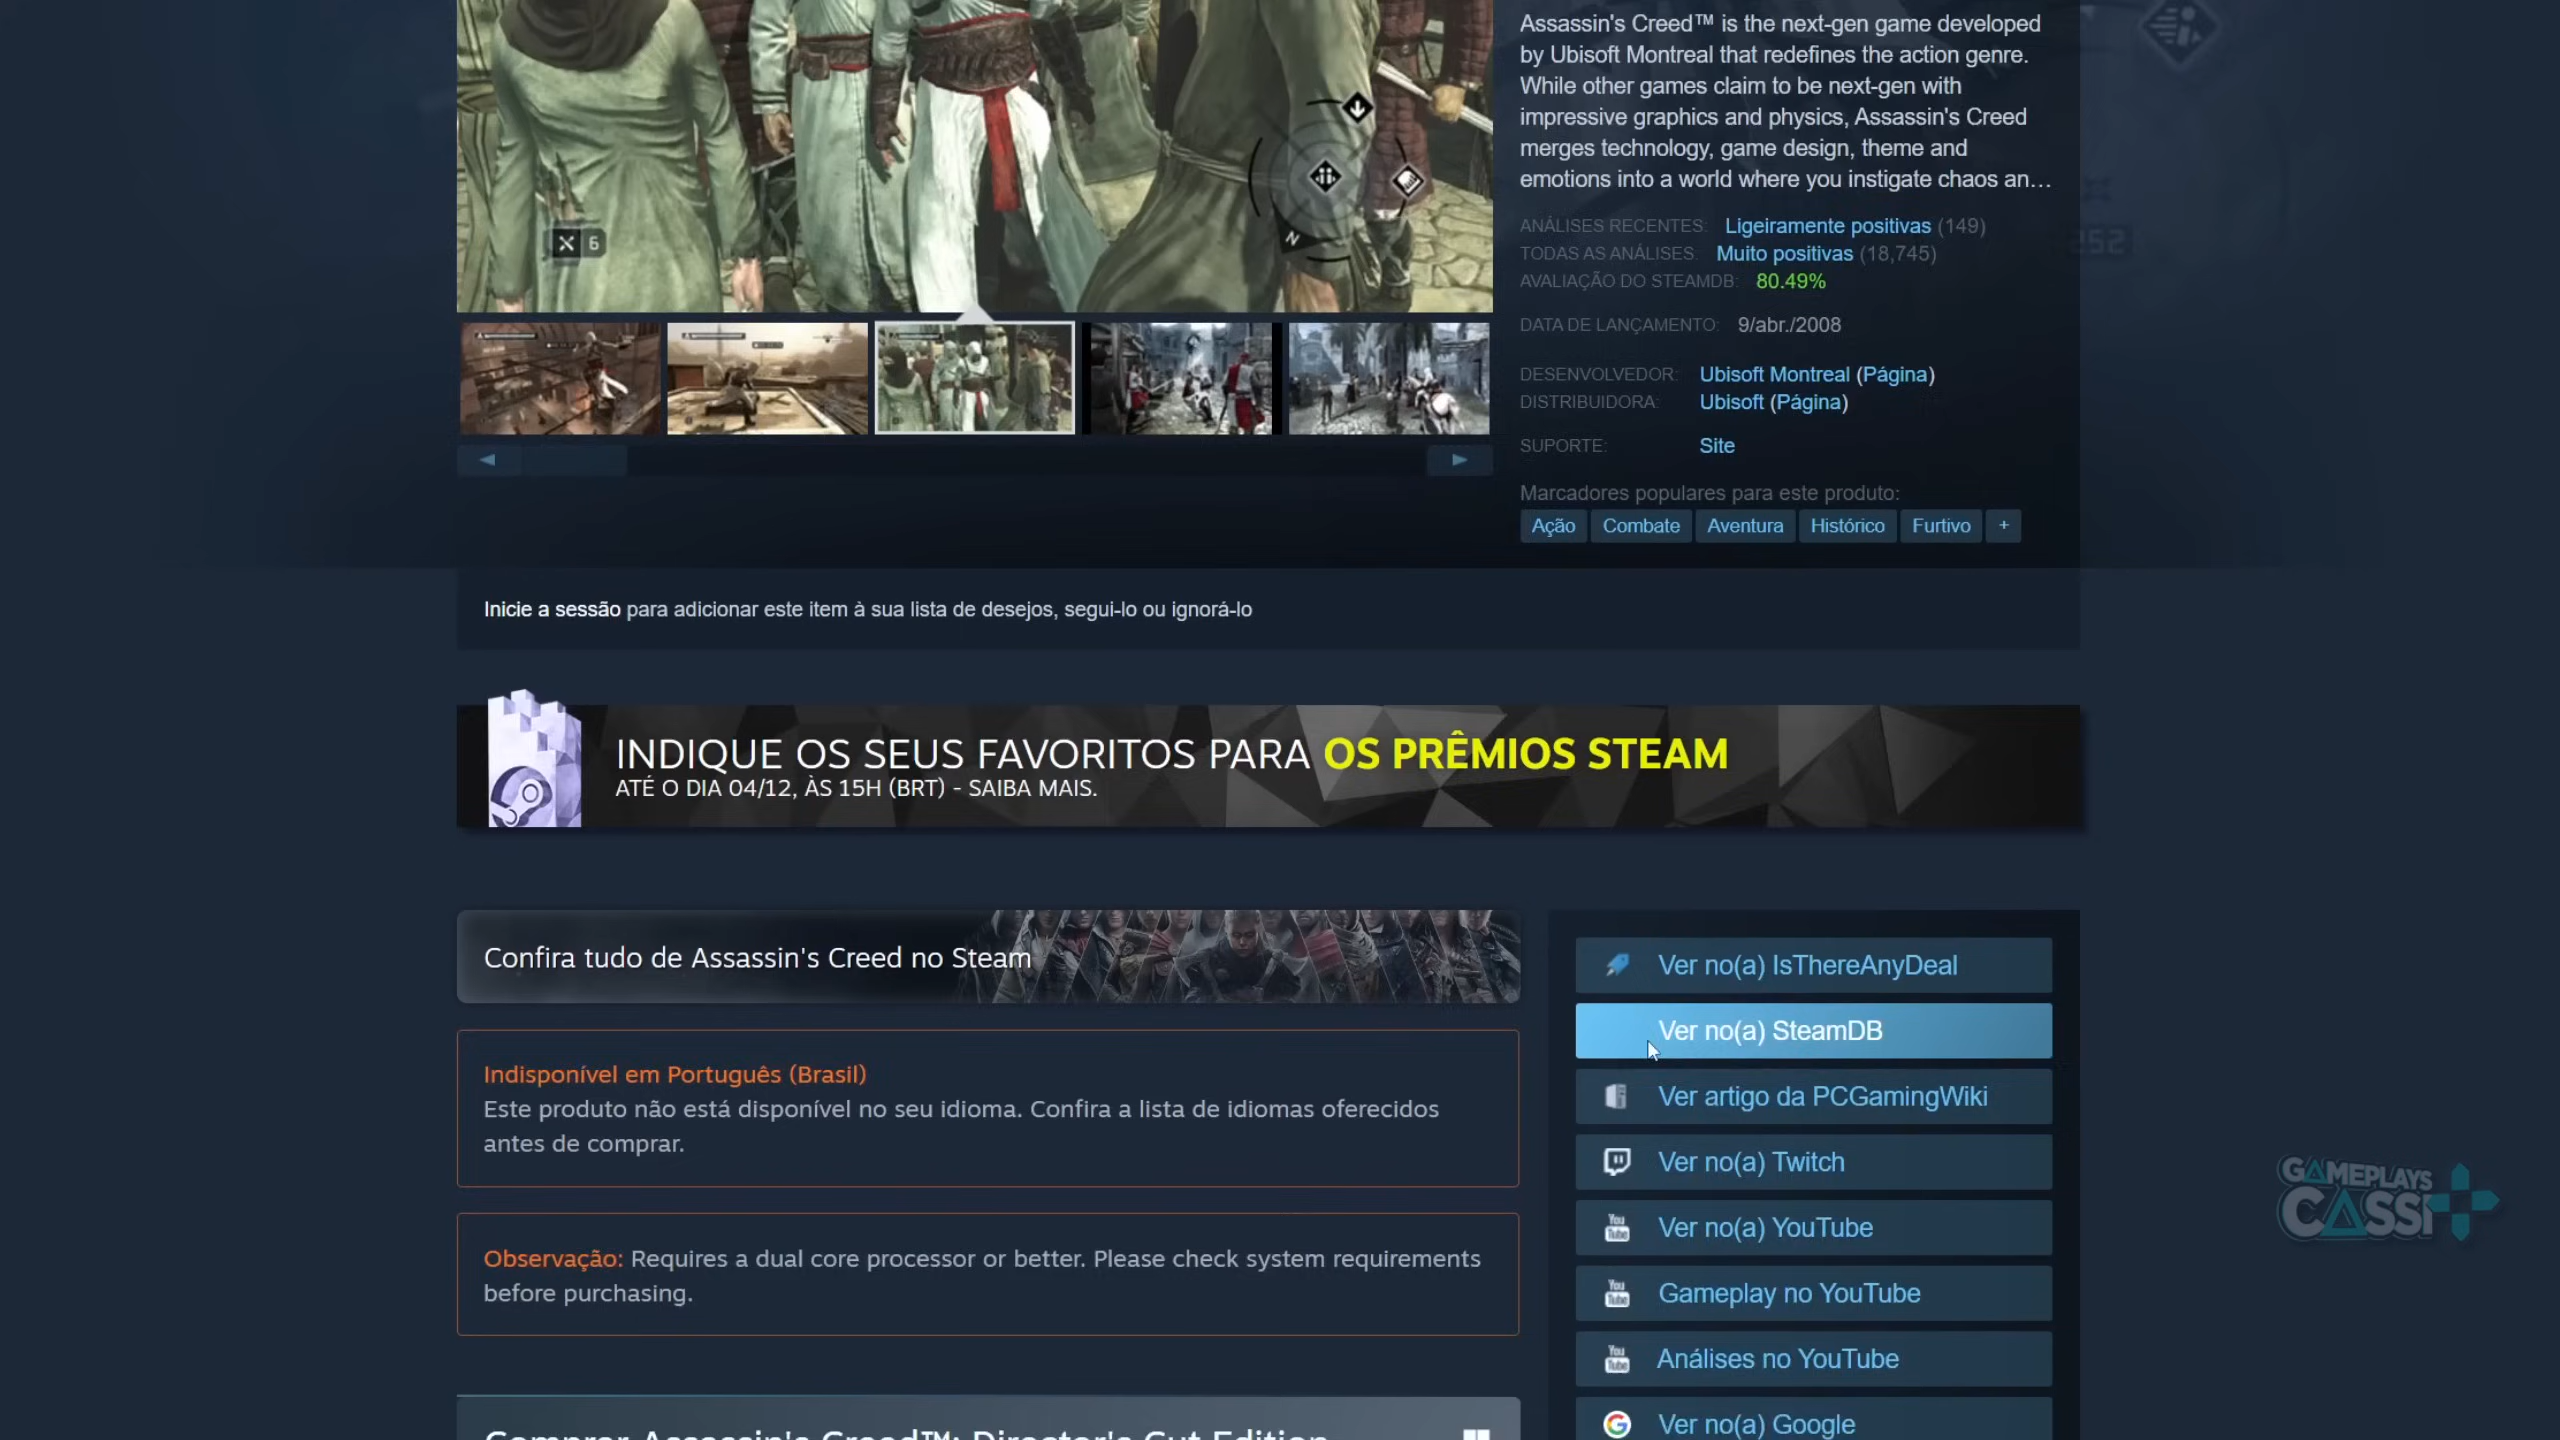 Assassin's Creed™ is the next-gen game developed
by Ubisoft Montreal that redefines the action genre.
While other games claim to be next-gen with
impressive graphics and physics, Assassin's Creed
merges technology, game design, theme and
emotions into a world where you instigate chaos an...
ANÁLISES RECENTES: Ligeiramente positivas (149)
TODAS AS ANÁLISES: Muito positivas (18,745)
AVALIAÇÃO DO STEAMDB: 80.49%
DATA DE LANÇAMENTO: 9/abr./2008
DESENVOLVEDOR: Ubisoft Montreal (Página)
DISTRIBUIDORA: Ubisoft (Página)
SUPORTE: Site
Marcadores populares para este produto:
Ação Combate Aventura Histórico Furtivo +
6
N
252
Inicie a sessão para adicionar este item à sua lista de desejos, segui-lo ou ignorá-lo
INDIQUE OS SEUS FAVORITOS PARA OS PRÊMIOS STEAM
ATÉ O DIA 04/12, ÀS 15H (BRT) - SAIBA MAIS.
Confira tudo de Assassin's Creed no Steam
Indisponível em Português (Brasil)
Este produto não está disponível no seu idioma. Confira a lista de idiomas oferecidos
antes de comprar.
Observação: Requires a dual core processor or better. Please check system requirements
before purchasing.
Comprar Assassin's Creed™: Director's Cut Edition
Ver no(a) IsThereAnyDeal
Ver no(a) SteamDB
Ver artigo da PCGamingWiki
Ver no(a) Twitch
Ver no(a) YouTube
Gameplay no YouTube
Análises no YouTube
Ver no(a) Google
GAMEPLAYS
CASSI